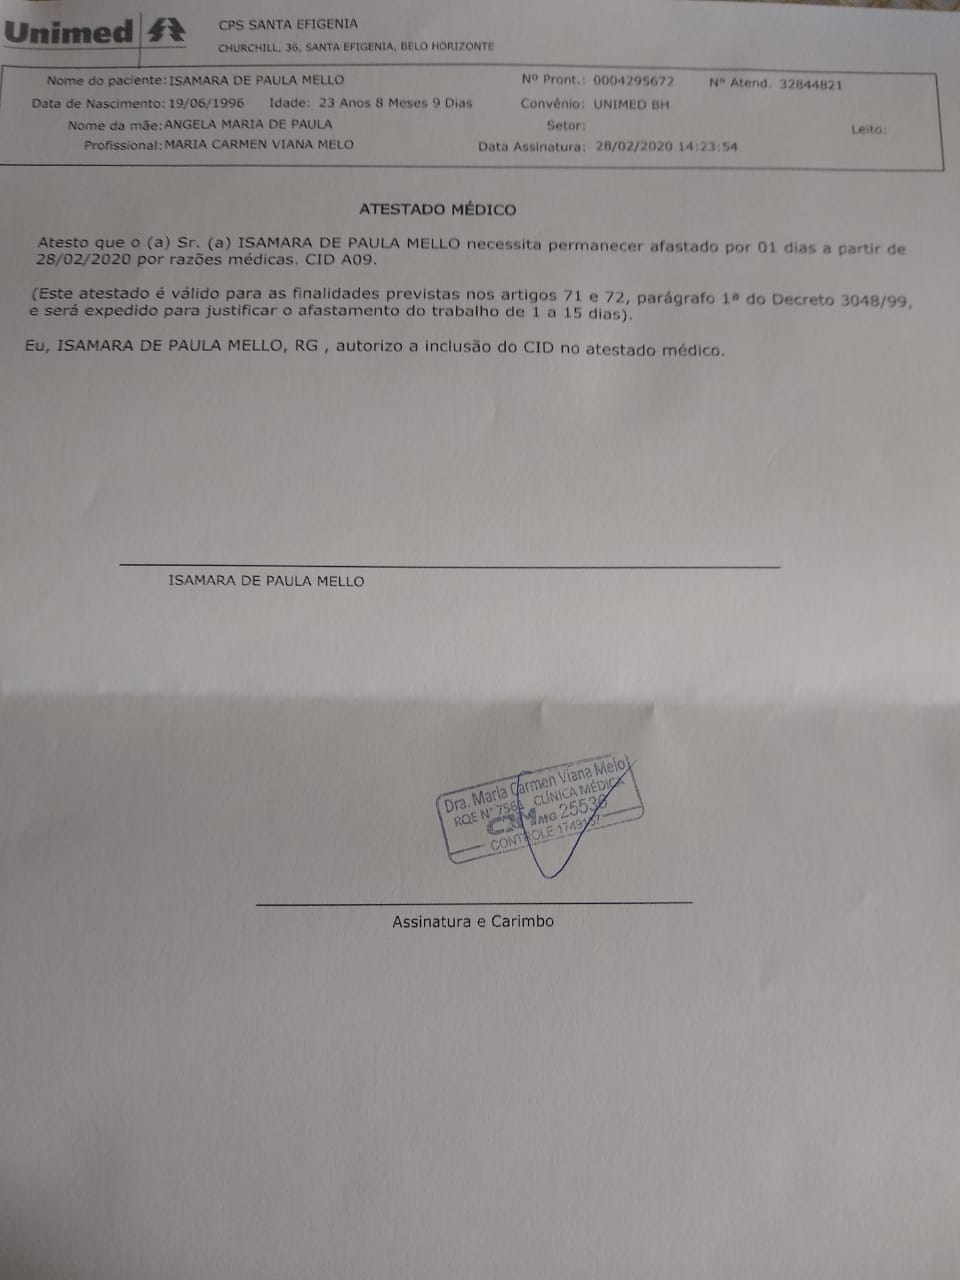 Unimed
CPS SANTA EFIGENIA
CHURCHILL, 36, SANTA EFIGENIA, BELO HORIZONTE
Nome do paciente: ISAMARA DE PAULA MELLO Nº Pront.: 0004295672 Nº Atend. 32844821
Data de Nascimento: 19/06/1996 Idade: 23 Anos 8 Meses 9 Dias Convênio: UNIMED BH
Nome da mãe: ANGELA MARIA DE PAULA Setor: Leito:
Profissional: MARIA CARMEN VIANA MELO Data Assinatura: 28/02/2020 14:23:54
ATESTADO MÉDICO
Atesto que o (a) Sr. (a) ISAMARA DE PAULA MELLO necessita permanecer afastado por 01 dias a partir de
28/02/2020 por razões médicas. CID A09.
(Este atestado é válido para as finalidades previstas nos artigos 71 e 72, parágrafo 1ª do Decreto 3048/99,
e será expedido para justificar o afastamento do trabalho de 1 a 15 dias).
Eu, ISAMARA DE PAULA MELLO, RG , autorizo a inclusão do CID no atestado médico.
ISAMARA DE PAULA MELLO
Dra. Maria Carmen Viana Melo
RQE Nº 7561 CLÍNICA MÉDICA
CRM MG 25536
CONTROLE
Assinatura e Carimbo